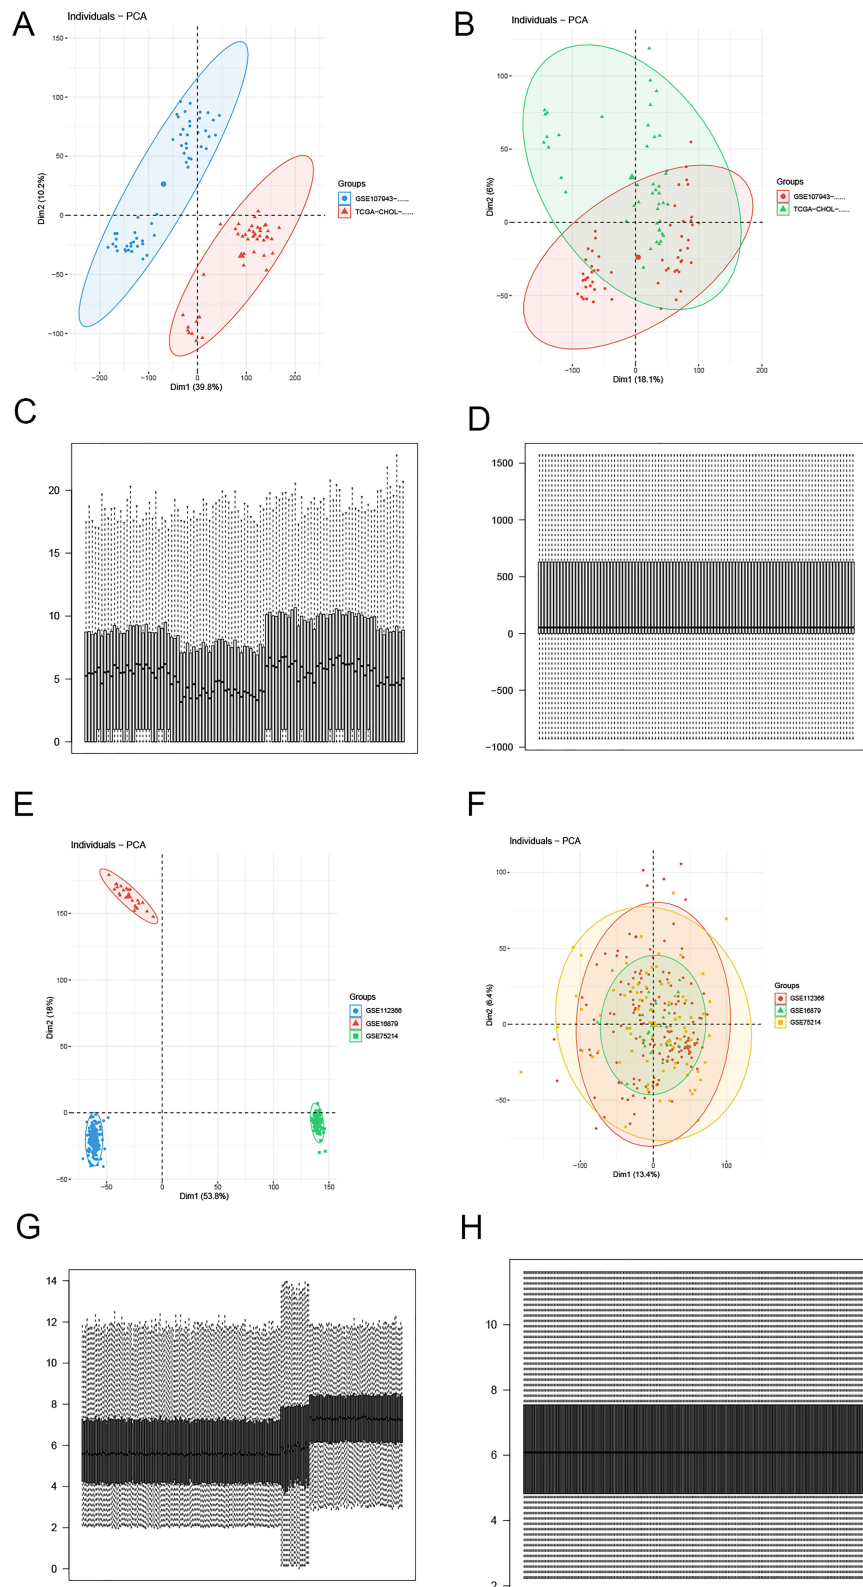 A
Individuals − PCA
150
100
50
0
−50
−100
Dim2 (10.2%)
−200
−100
0
100
200
Dim1 (39.8%)
Groups
GSE107943−......
TCGA−CHOL−......
B
Individuals − PCA
100
50
0
−50
Dim2 (6%)
−100
0
100
200
Dim1 (18.1%)
Groups
GSE107943−......
TCGA−CHOL−......
C
20
15
10
5
0
D
1500
1000
500
0
−500
−1000
E
Individuals − PCA
150
100
50
0
−50
Dim2 (18%)
−50
0
50
100
150
Dim1 (53.8%)
Groups
GSE112366
GSE16879
GSE75214
F
Individuals − PCA
100
50
0
−50
Dim2 (6.4%)
−100
0
100
Dim1 (13.4%)
Groups
GSE112366
GSE16879
GSE75214
G
14
12
10
8
6
4
2
0
H
10
8
6
4
2